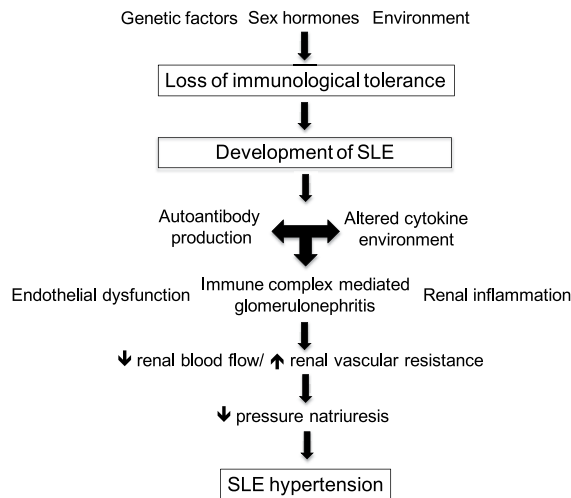 Genetic factors Sex hormones Environment
Loss of immunological tolerance
Development of SLE
Autoantibody production
Altered cytokine environment
Endothelial dysfunction
Immune complex mediated
glomerulonephritis
Renal inflammation
↓ renal blood flow/ ↑ renal vascular resistance
↓ pressure natriuresis
SLE hypertension